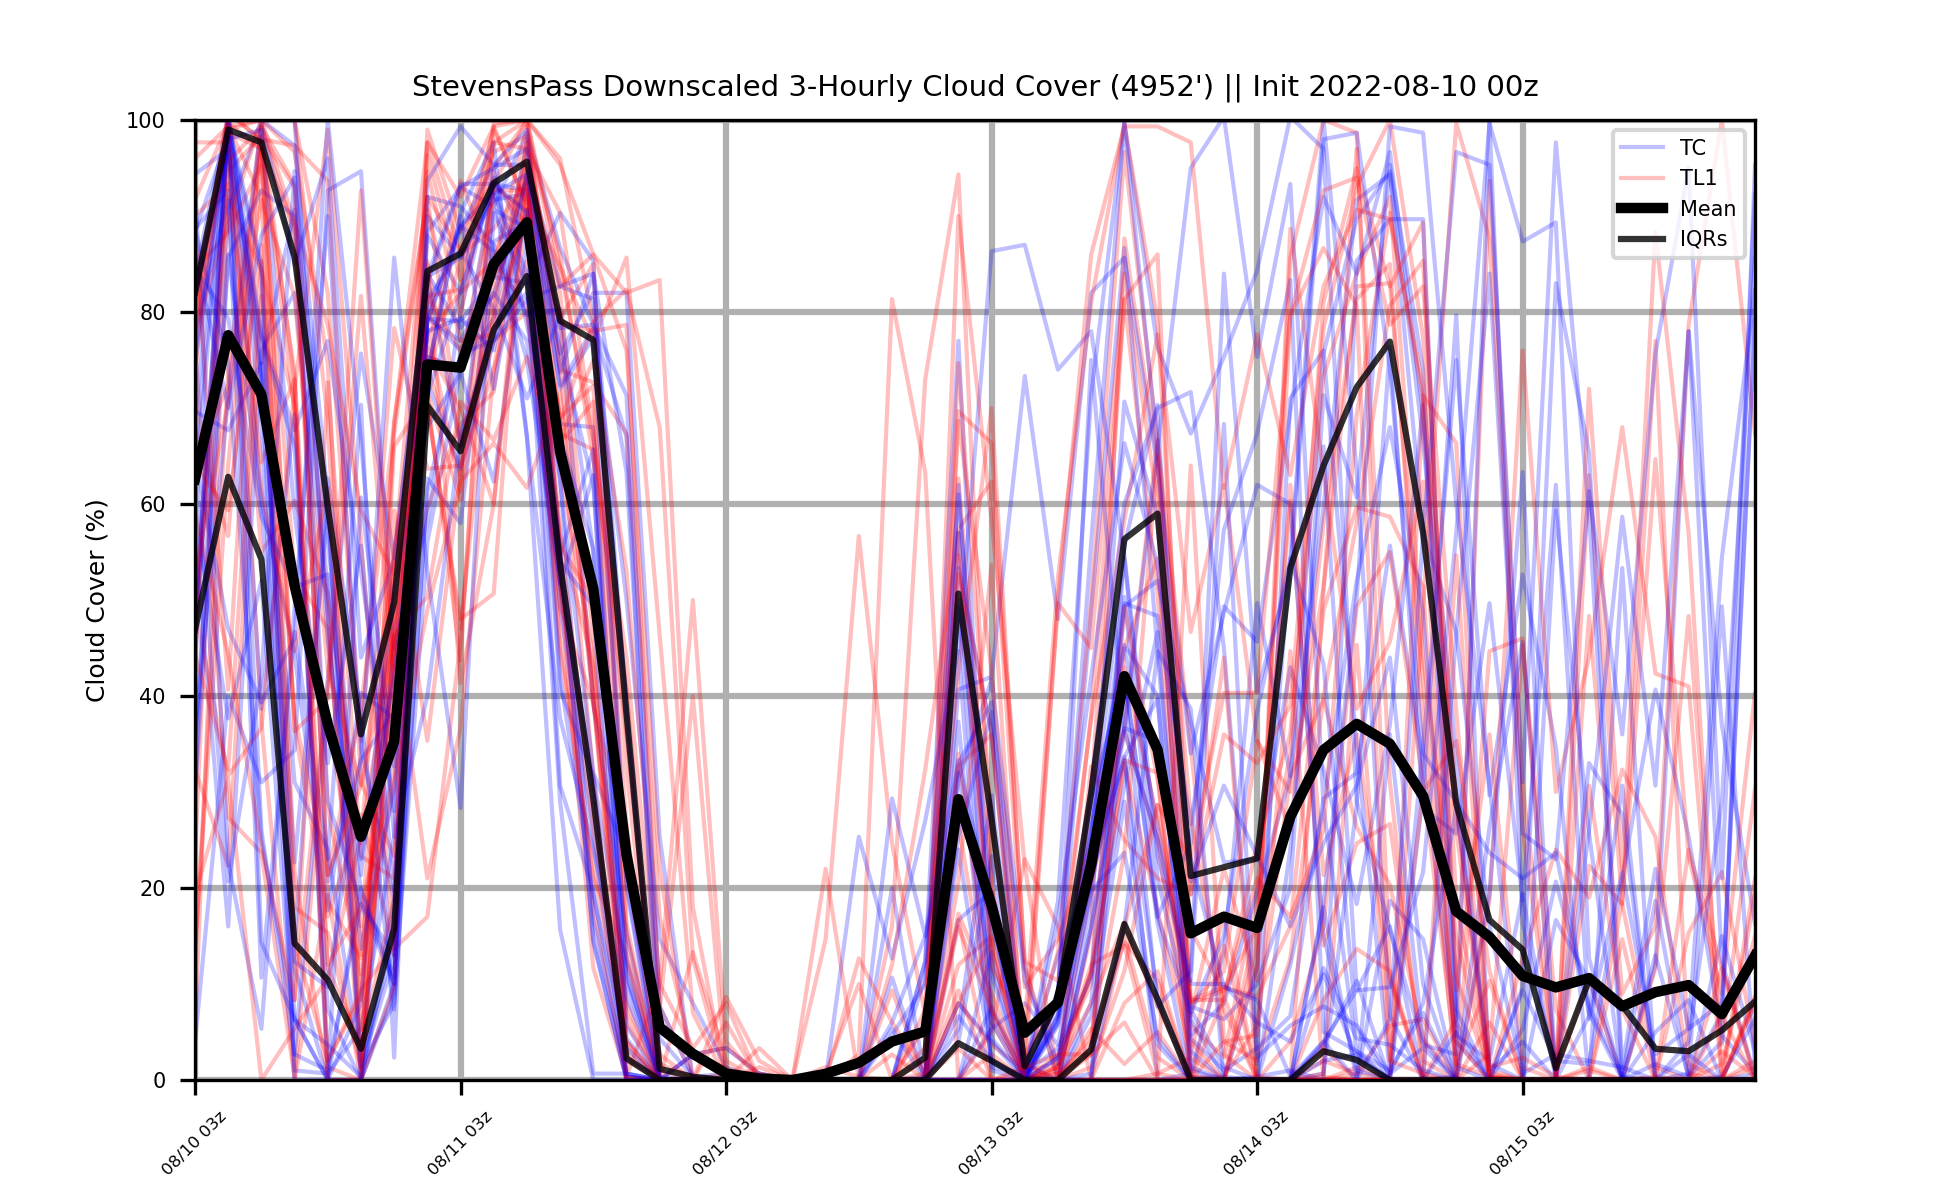 StevensPass Downscaled 3-Hourly Cloud Cover (4952') || Init 2022-08-10 00z
Cloud Cover (%)
100
80
60
40
20
0
TC
TL1
Mean
IQRs
08/10 03z
08/11 03z
08/12 03z
08/13 03z
08/14 03z
08/15 03z